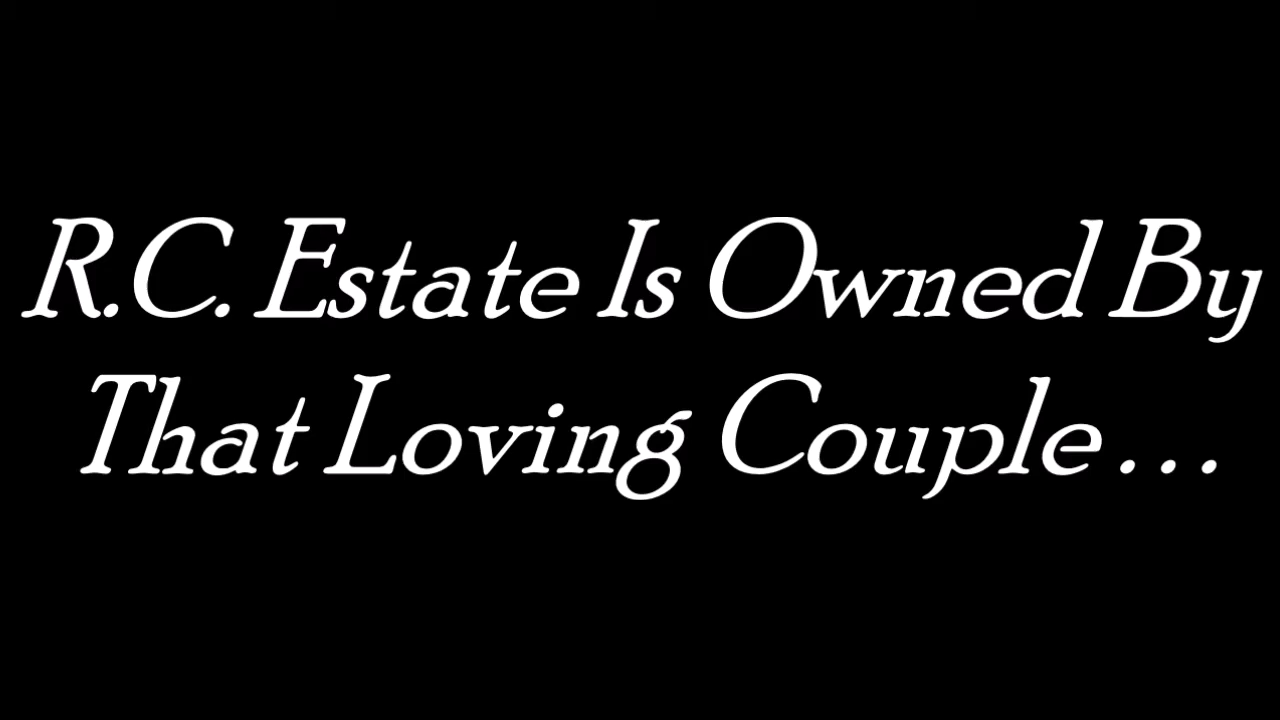 R.C. Estate Is Owned By
That Loving Couple . . .